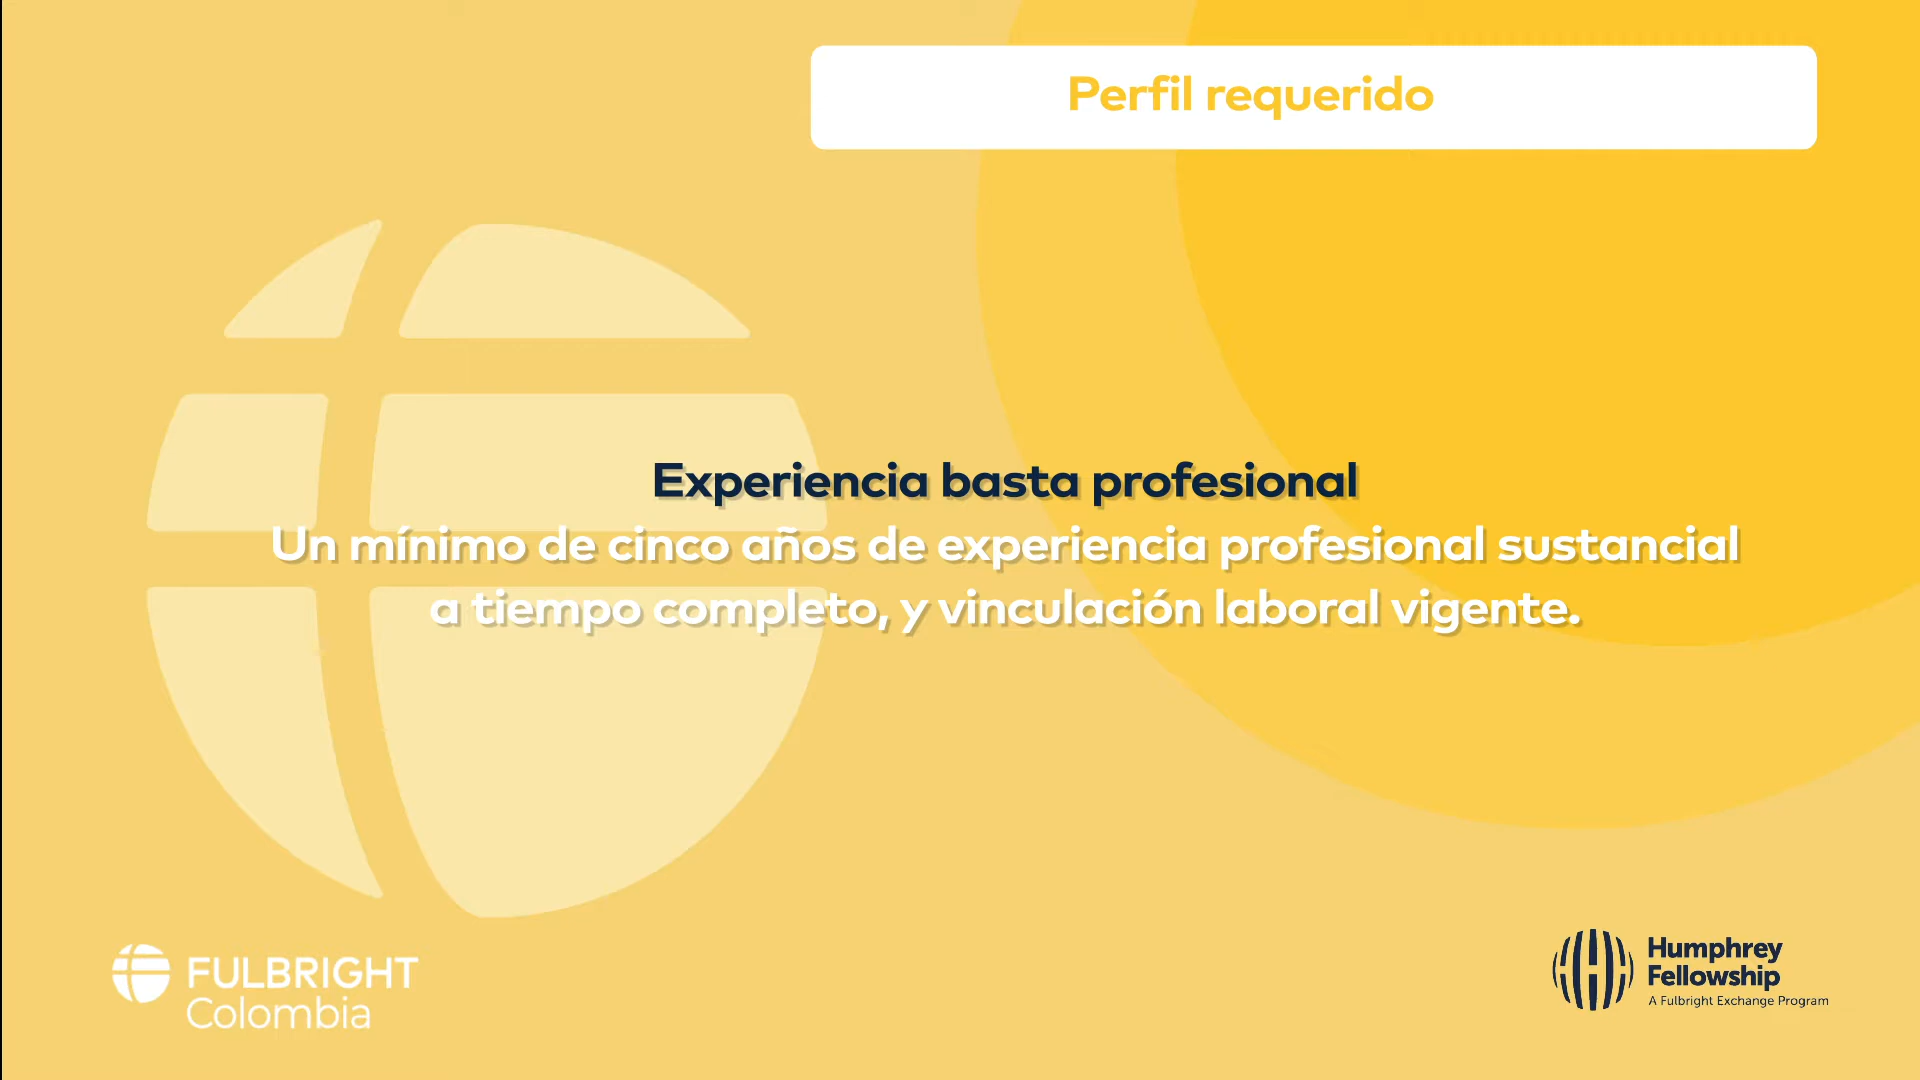 Perfil requerido
Experiencia basta profesional
Un mínimo de cinco años de experiencia profesional sustancial
a tiempo completo, y vinculación laboral vigente.
FULBRIGHT
Colombia
Humphrey
Fellowship
A Fulbright Exchange Program